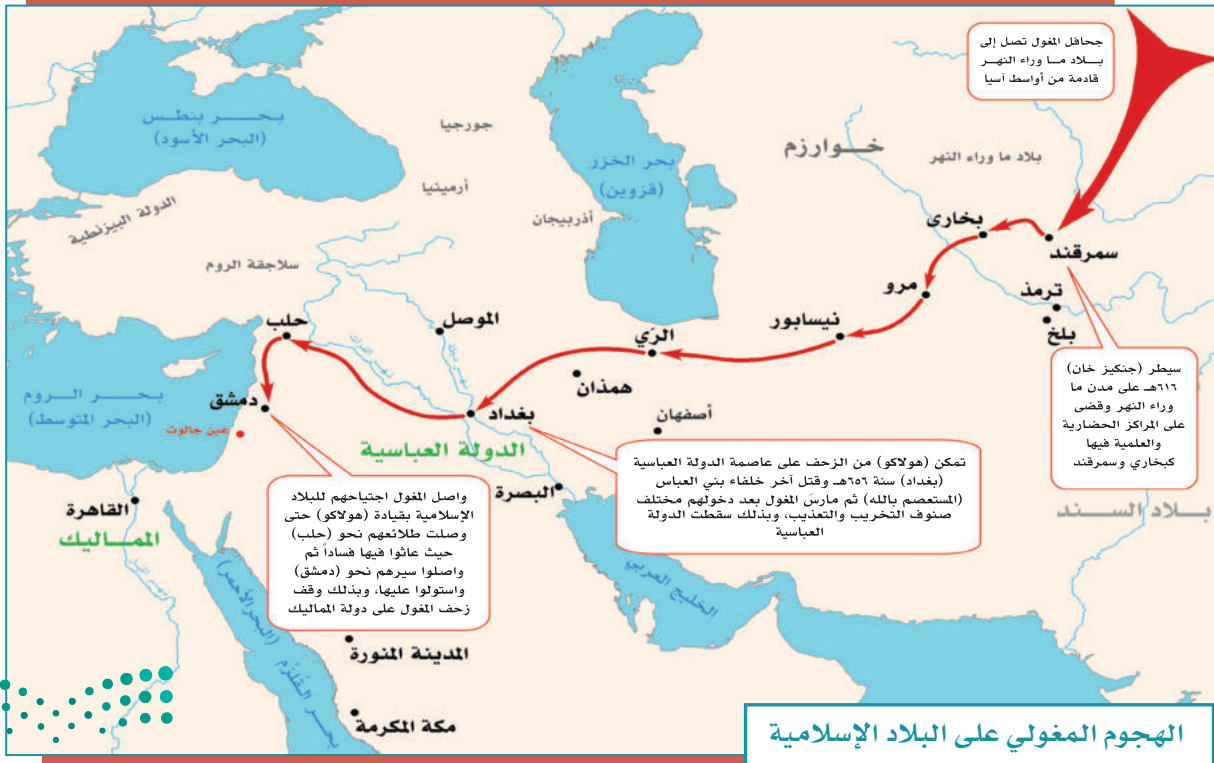 جحافل المغول تصل إلى
بلاد ما وراء النهر
قادمة من أواسط آسيا
بحر بنطس
(البحر الأسود)
جورجيا
أرمينيا
أذربيجان
بحر الخزر
(قزوين)
خوارزم
بلاد ما وراء النهر
الدولة البيزنطية
سلاجقة الروم
بخارى
سمرقند
مرو
ترمذ
بلخ
نيسابور
الرّي
همذان
أصفهان
الموصل
حلب
بغداد
دمشق
عين جالوت
بحر الروم
(البحر المتوسط)
الدولة العباسية
البصرة
القاهرة
المماليك
بلاد السند
سيطر (جنكيز خان)
٦١٦هـ على مدن ما
وراء النهر وقضى
على المراكز الحضارية
والعلمية فيها
كبخاري وسمرقند
تمكن (هولاكو) من الزحف على عاصمة الدولة العباسية
(بغداد) سنة ٦٥٦هـ وقتل آخر خلفاء بني العباس
(المستعصم بالله) ثم مارسَ المغول بعد دخولهم مختلف
صنوف التخريب والتعذيب، وبذلك سقطت الدولة
العباسية
واصل المغول اجتياحهم للبلاد
الإسلامية بقيادة (هولاكو) حتى
وصلت طلائعهم نحو (حلب)
حيث عاثوا فيها فساداً ثم
واصلوا سيرهم نحو (دمشق)
واستولوا عليها، وبذلك وقف
زحف المغول على دولة المماليك
الخليج العربي
بحر القُلزُم
(البحر الأحمر)
المدينة المنورة
مكة المكرمة
الهجوم المغولي على البلاد الإسلامية